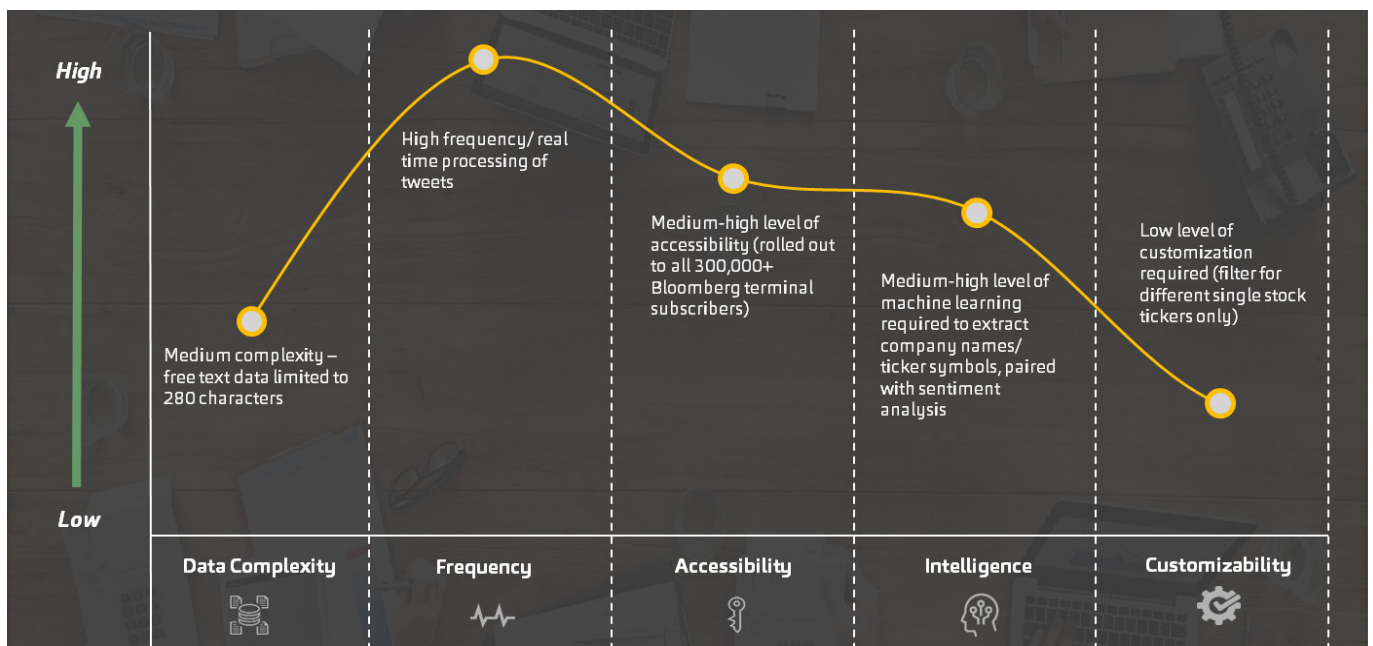 High
Low
High frequency/ real
time processing of
tweets
Medium-high level of
accessibility (rolled out
to all 300,000+
Bloomberg terminal
subscribers)
Low level of
customization
required (filter for
different single stock
tickers only)
Medium-high level of
machine learning
required to extract
company names/
ticker symbols, paired
with sentiment
analysis
Medium complexity –
free text data limited to
280 characters
Data Complexity
Frequency
Accessibility
Intelligence
Customizability